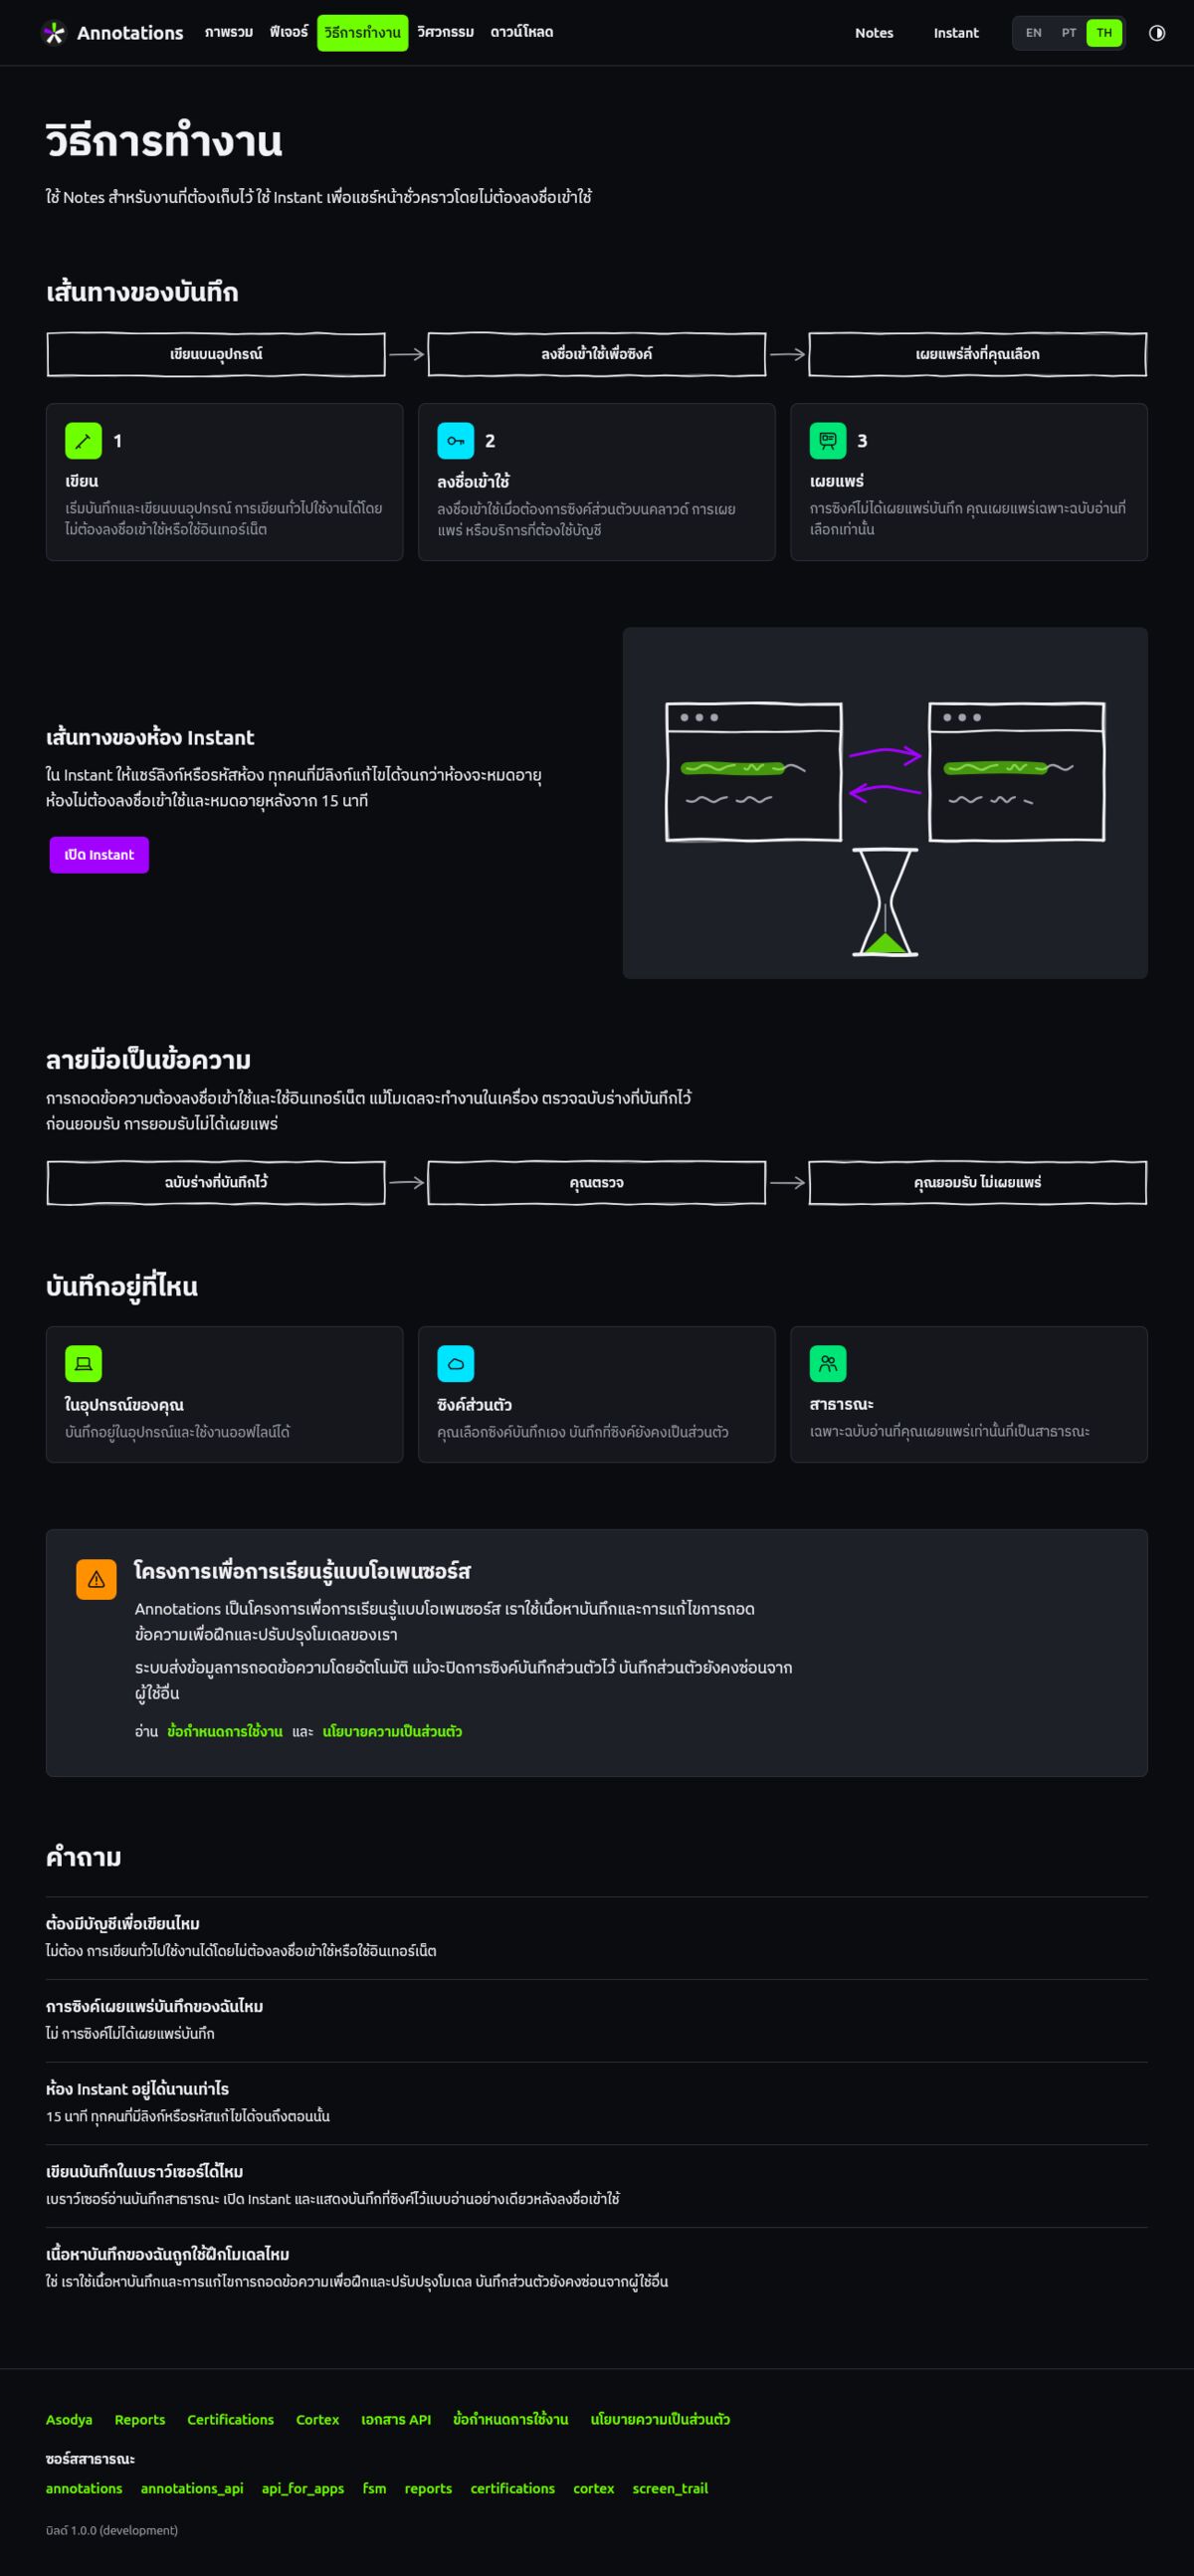 Annotations ภาพรวม ฟีเจอร์ วิธีการทำงาน วิศวกรรม ดาวน์โหลด Notes Instant EN PT TH
วิธีการทำงาน
ใช้ Notes สำหรับงานที่ต้องเก็บไว้ ใช้ Instant เพื่อแชร์หน้าชั่วคราวโดยไม่ต้องลงชื่อเข้าใช้
เส้นทางของบันทึก
เขียนบนอุปกรณ์ ลงชื่อเข้าใช้เพื่อซิงค์ เผยแพร่สิ่งที่คุณเลือก
1
เขียน
เริ่มบันทึกและเขียนบนอุปกรณ์ การเขียนทั่วไปใช้งานได้โดย
ไม่ต้องลงชื่อเข้าใช้หรือใช้อินเทอร์เน็ต
2
ลงชื่อเข้าใช้
ลงชื่อเข้าใช้เมื่อต้องการซิงค์ส่วนตัวบนคลาวด์ การเผย
แพร่ หรือบริการที่ต้องใช้บัญชี
3
เผยแพร่
การซิงค์ไม่ได้เผยแพร่บันทึก คุณเผยแพร่เฉพาะฉบับอ่านที่
เลือกเท่านั้น
เส้นทางของห้อง Instant
ใน Instant ให้แชร์ลิงก์หรือรหัสห้อง ทุกคนที่มีลิงก์แก้ไขได้จนกว่าห้องจะหมดอายุ
ห้องไม่ต้องลงชื่อเข้าใช้และหมดอายุหลังจาก 15 นาที
เปิด Instant
ลายมือเป็นข้อความ
การถอดข้อความต้องลงชื่อเข้าใช้และใช้อินเทอร์เน็ต แม้โมเดลจะทำงานในเครื่อง ตรวจฉบับร่างที่บันทึกไว้
ก่อนยอมรับ การยอมรับไม่ได้เผยแพร่
ฉบับร่างที่บันทึกไว้ คุณตรวจ คุณยอมรับ ไม่เผยแพร่
บันทึกอยู่ที่ไหน
ในอุปกรณ์ของคุณ
บันทึกอยู่ในอุปกรณ์และใช้งานออฟไลน์ได้
ซิงค์ส่วนตัว
คุณเลือกซิงค์บันทึกเอง บันทึกที่ซิงค์ยังคงเป็นส่วนตัว
สาธารณะ
เฉพาะฉบับอ่านที่คุณเผยแพร่เท่านั้นที่เป็นสาธารณะ
โครงการเพื่อการเรียนรู้แบบโอเพนซอร์ส
Annotations เป็นโครงการเพื่อการเรียนรู้แบบโอเพนซอร์ส เราใช้เนื้อหาบันทึกและการแก้ไขการถอด
ข้อความเพื่อฝึกและปรับปรุงโมเดลของเรา
ระบบส่งข้อมูลการถอดข้อความโดยอัตโนมัติ แม้จะปิดการซิงค์บันทึกส่วนตัวไว้ บันทึกส่วนตัวยังคงซ่อนจาก
ผู้ใช้อื่น
อ่าน ข้อกำหนดการใช้งาน และ นโยบายความเป็นส่วนตัว
คำถาม
ต้องมีบัญชีเพื่อเขียนไหม
ไม่ต้อง การเขียนทั่วไปใช้งานได้โดยไม่ต้องลงชื่อเข้าใช้หรือใช้อินเทอร์เน็ต
การซิงค์เผยแพร่บันทึกของฉันไหม
ไม่ การซิงค์ไม่ได้เผยแพร่บันทึก
ห้อง Instant อยู่ได้นานเท่าไร
15 นาที ทุกคนที่มีลิงก์หรือรหัสแก้ไขได้จนถึงตอนนั้น
เขียนบันทึกในเบราว์เซอร์ได้ไหม
เบราว์เซอร์อ่านบันทึกสาธารณะ เปิด Instant และแสดงบันทึกที่ซิงค์ไว้แบบอ่านอย่างเดียวหลังลงชื่อเข้าใช้
เนื้อหาบันทึกของฉันถูกใช้ฝึกโมเดลไหม
ใช่ เราใช้เนื้อหาบันทึกและการแก้ไขการถอดข้อความเพื่อฝึกและปรับปรุงโมเดล บันทึกส่วนตัวยังคงซ่อนจากผู้ใช้อื่น
Asodya Reports Certifications Cortex เอกสาร API ข้อกำหนดการใช้งาน นโยบายความเป็นส่วนตัว
ซอร์สสาธารณะ
annotations annotations_api api_for_apps fsm reports certifications cortex screen_trail
บิลด์ 1.0.0 (development)